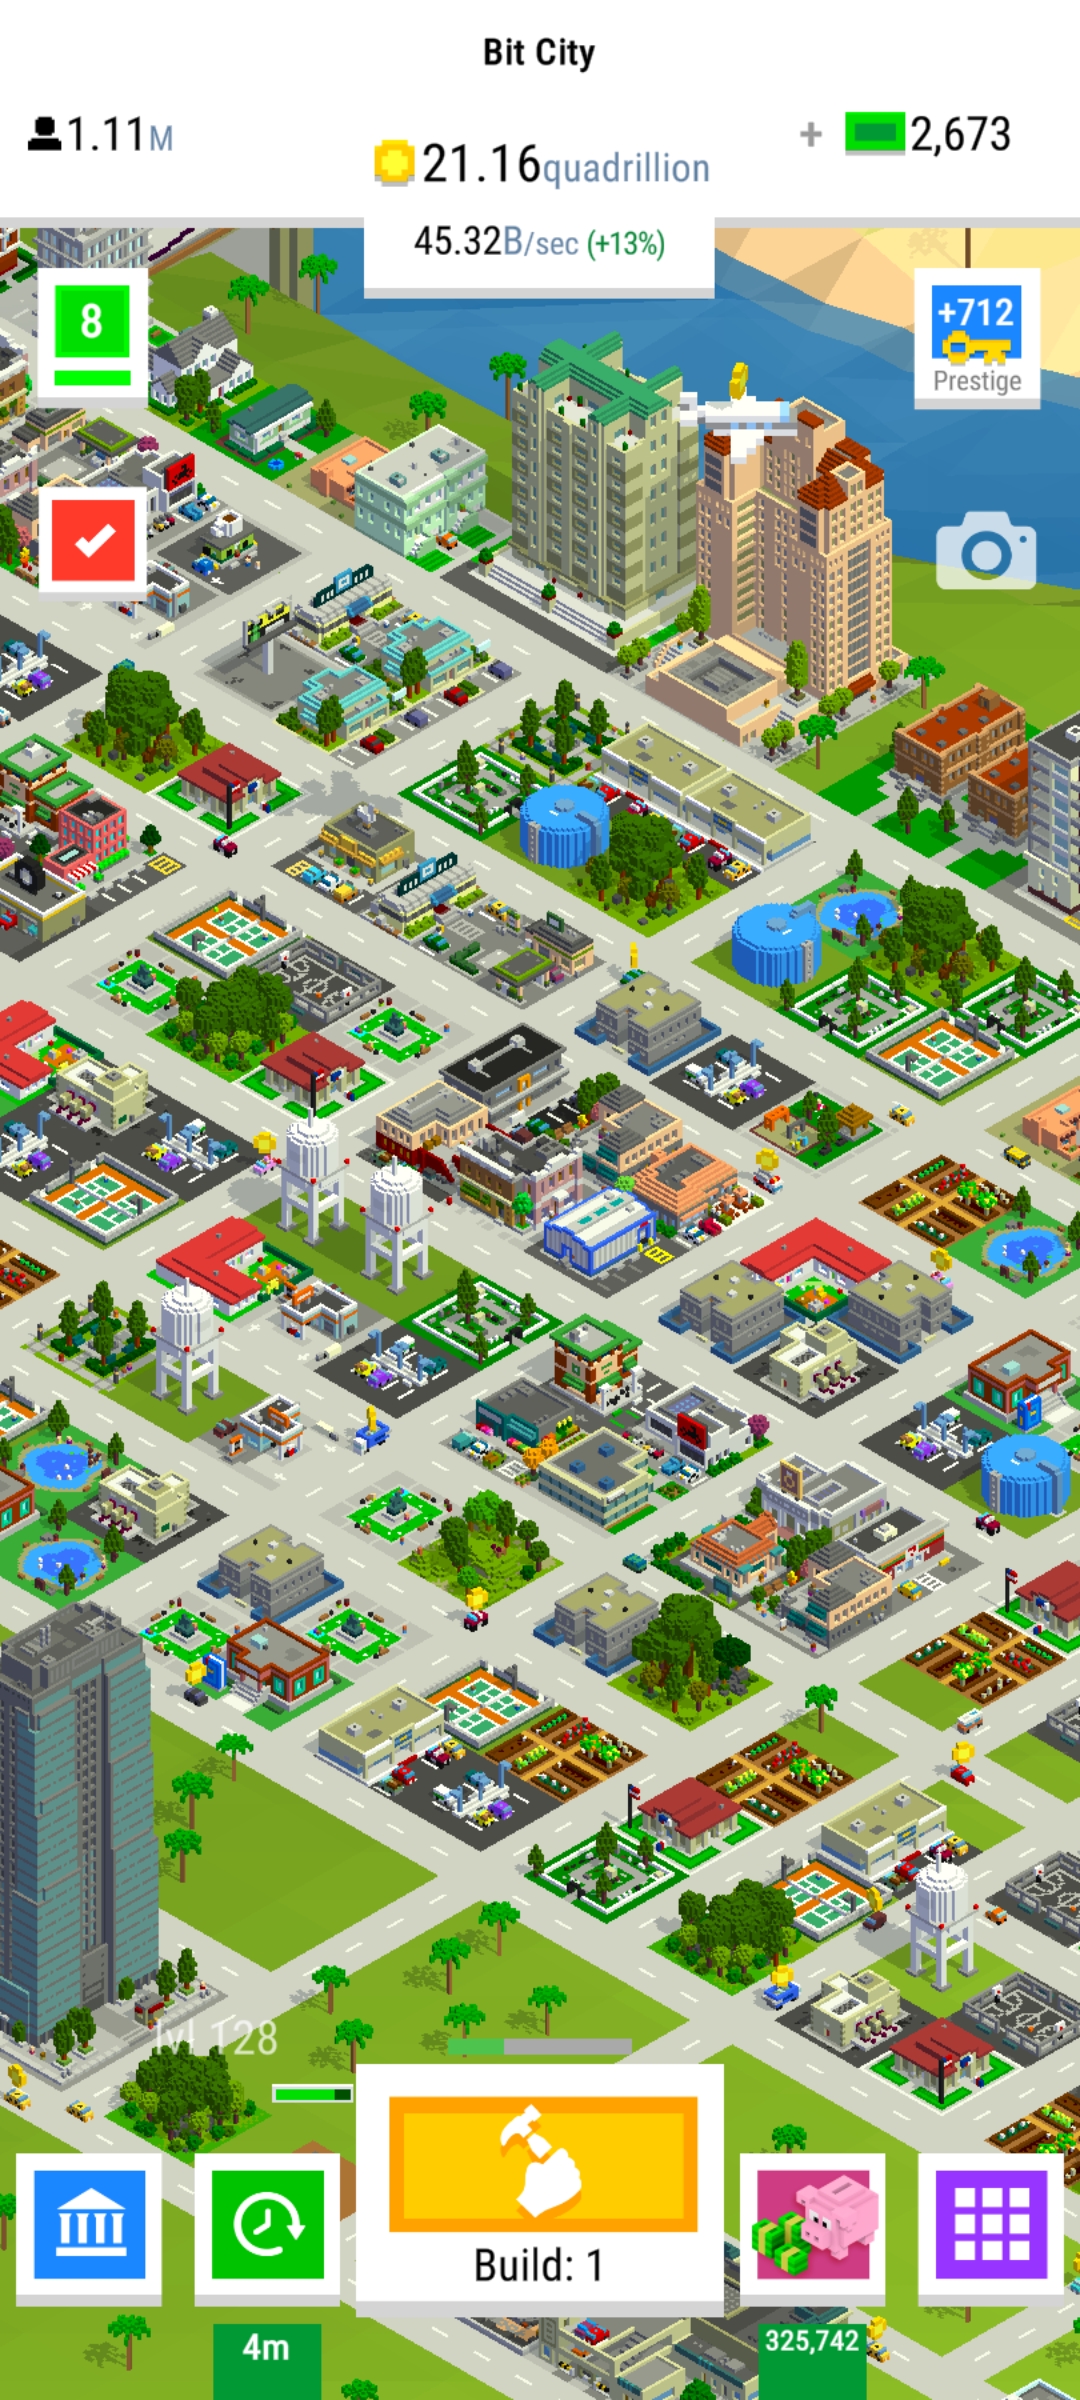 Bit City
1.11M
21.16quadrillion
+ 2,673
45.32B/sec (+13%)
8
+712
Prestige
lvl 128
Build: 1
4m
325,742